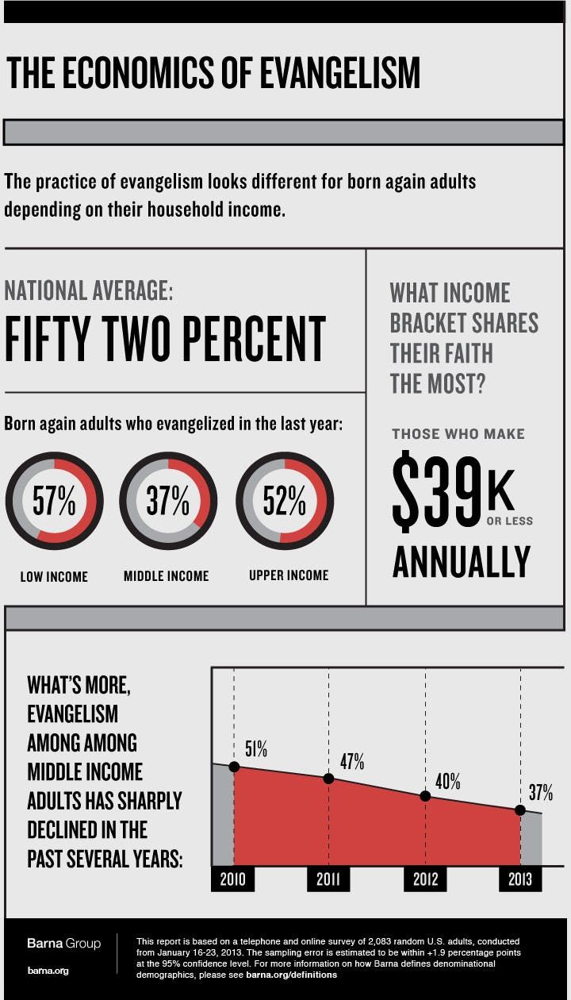 THE ECONOMICS OF EVANGELISM
The practice of evangelism looks different for born again adults
depending on their household income.
NATIONAL AVERAGE:
FIFTY TWO PERCENT
Born again adults who evangelized in the last year:
57%
37%
52%
LOW INCOME
MIDDLE INCOME
UPPER INCOME
WHAT INCOME
BRACKET SHARES
THEIR FAITH
THE MOST?
THOSE WHO MAKE
$39K
OR LESS
ANNUALLY
WHAT'S MORE,
EVANGELISM
AMONG AMONG
MIDDLE INCOME
ADULTS HAS SHARPLY
DECLINED IN THE
PAST SEVERAL YEARS:
51%
47%
40%
37%
2010
2011
2012
2013
Barna Group
barna.org
This report is based on a telephone and online survey of 2,083 random U.S. adults, conducted
from January 16-23, 2013. The sampling error is estimated to be within +1.9 percentage points
at the 95% confidence level. For more information on how Barna defines denominational
demographics, please see barna.org/definitions